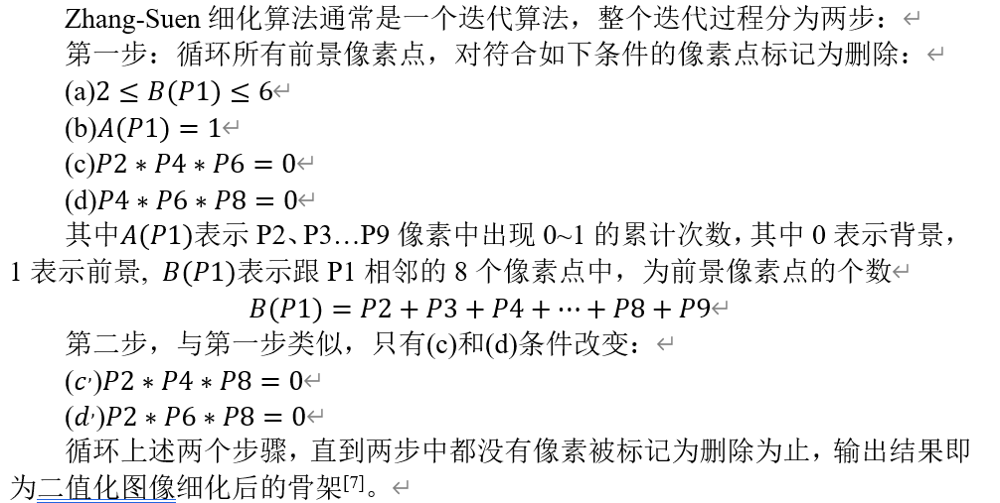 Zhang-Suen 细化算法通常是一个迭代算法，整个迭代过程分为两步：
第一步：循环所有前景像素点，对符合如下条件的像素点标记为删除：
(a)2 ≤ B(P1) ≤ 6
(b)A(P1) = 1
(c)P2 * P4 * P6 = 0
(d)P4 * P6 * P8 = 0
其中A(P1)表示 P2、P3…P9 像素中出现 0~1 的累计次数，其中 0 表示背景，
1 表示前景, B(P1)表示跟 P1 相邻的 8 个像素点中，为前景像素点的个数
B(P1) = P2 + P3 + P4 + ⋯ + P8 + P9
第二步，与第一步类似，只有(c)和(d)条件改变：
(c’)P2 * P4 * P8 = 0
(d’)P2 * P6 * P8 = 0
循环上述两个步骤，直到两步中都没有像素被标记为删除为止，输出结果即
为二值化图像细化后的骨架[7]。